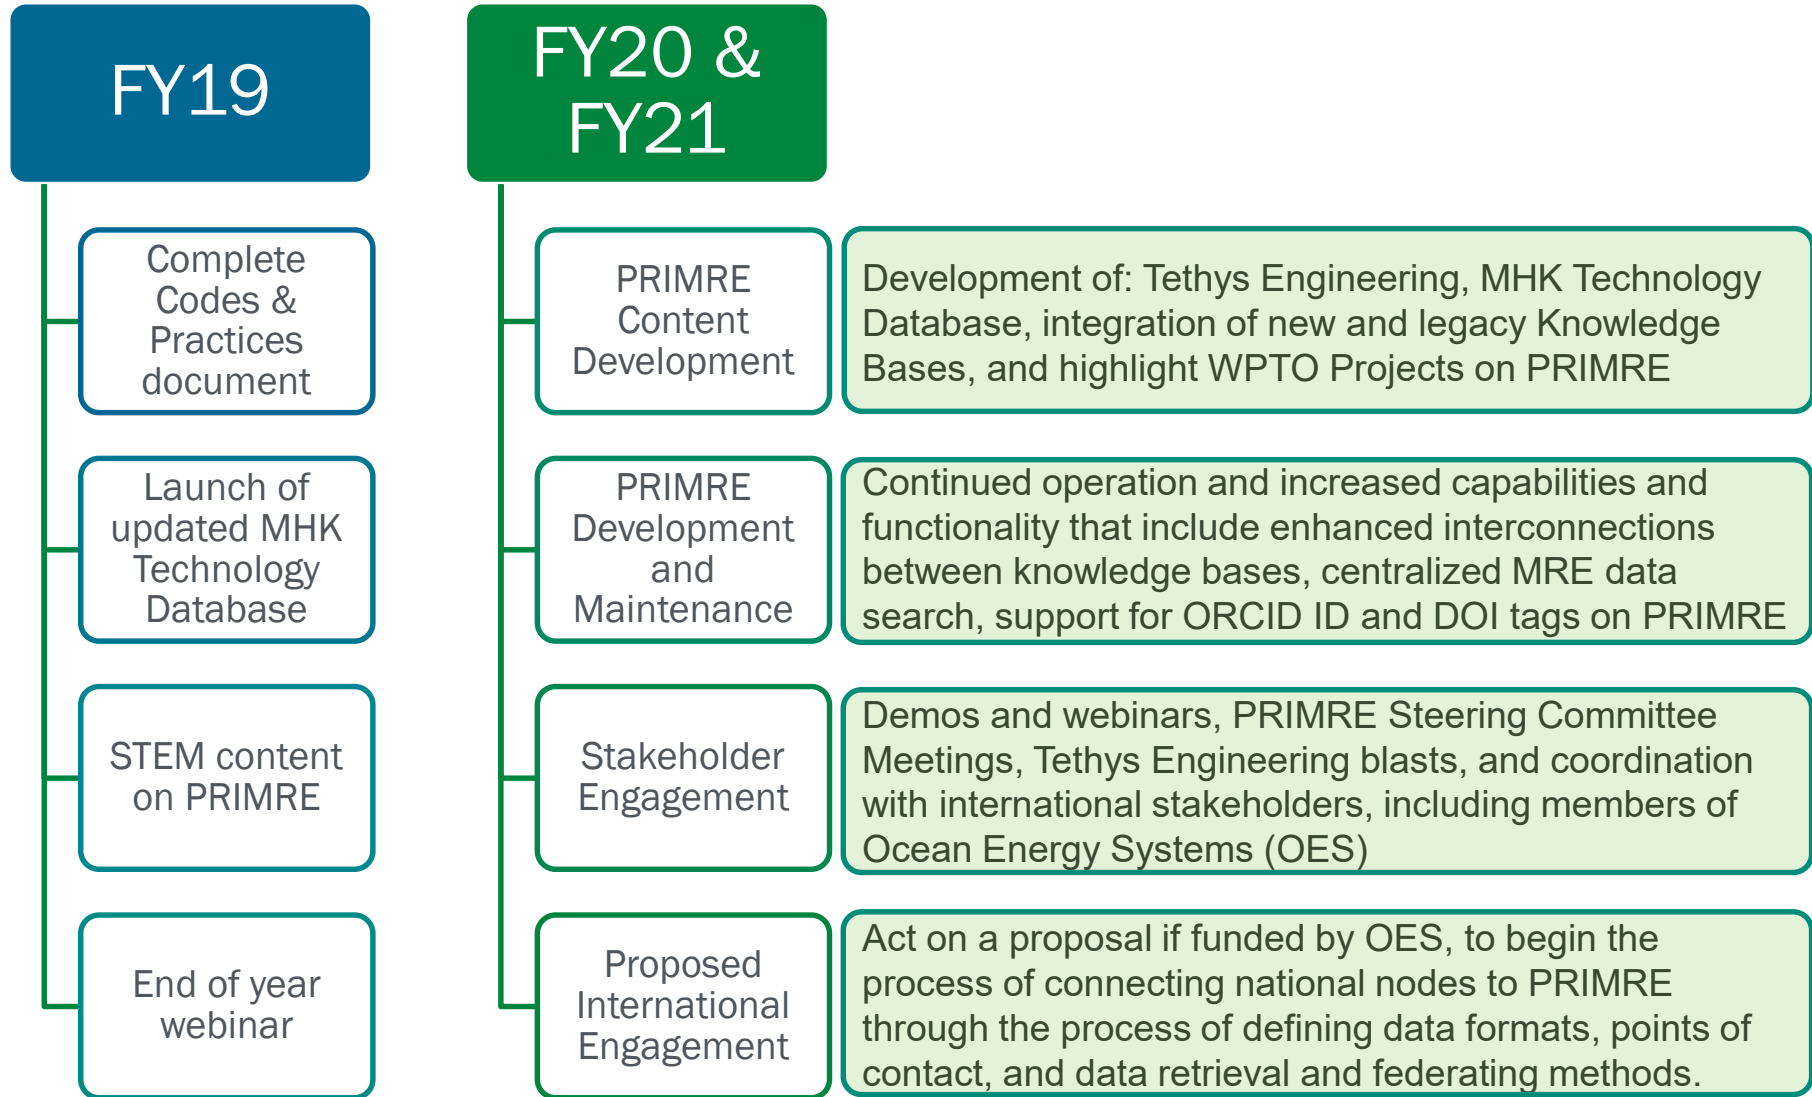 FY19
Complete
Codes &
Practices
document
Launch of
updated MHK
Technology
Database
STEM content
on PRIMRE
End of year
webinar
FY20 &
FY21
PRIMRE
Content
Development
Development of: Tethys Engineering, MHK Technology
Database, integration of new and legacy Knowledge
Bases, and highlight WPTO Projects on PRIMRE
PRIMRE
Development
and
Maintenance
Continued operation and increased capabilities and
functionality that include enhanced interconnections
between knowledge bases, centralized MRE data
search, support for ORCID ID and DOI tags on PRIMRE
Stakeholder
Engagement
Demos and webinars, PRIMRE Steering Committee
Meetings, Tethys Engineering blasts, and coordination
with international stakeholders, including members of
Ocean Energy Systems (OES)
Proposed
International
Engagement
Act on a proposal if funded by OES, to begin the
process of connecting national nodes to PRIMRE
through the process of defining data formats, points of
contact, and data retrieval and federating methods.